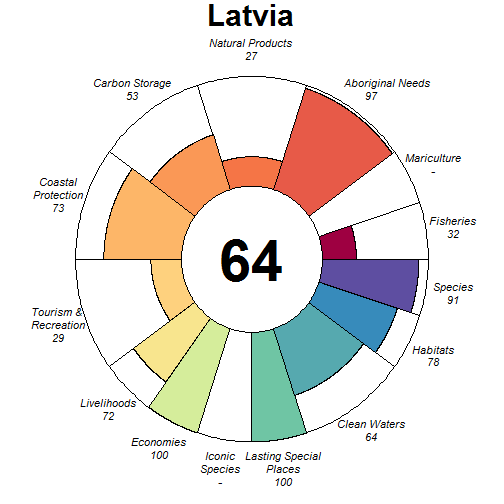 Latvia
Natural Products
27
Carbon Storage
53
Aboriginal Needs
97
Mariculture
-
Coastal
Protection
73
Fisheries
32
64
Species
91
Tourism &
Recreation
29
Habitats
78
Livelihoods
72
Clean Waters
64
Economies
100
Iconic
Species
-
Lasting Special
Places
100